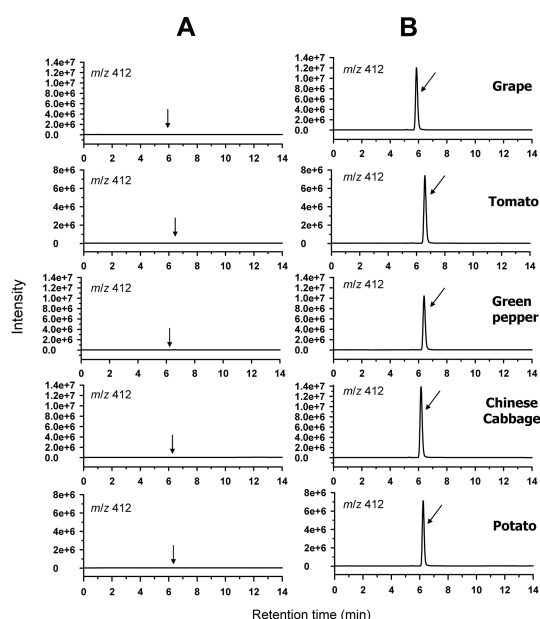 A B
1.4e+7 1.4e+7
1.2e+7 m/z 412 1.2e+7 m/z 412
1.0e+7 1.0e+7 Grape
8.0e+6 8.0e+6
6.0e+6 6.0e+6
4.0e+6 4.0e+6
2.0e+6 2.0e+6
0.0 0.0
0 2 4 6 8 10 12 14 0 2 4 6 8 10 12 14
8e+6 8e+6
m/z 412 m/z 412
6e+6 6e+6 Tomato
4e+6 4e+6
2e+6 2e+6
0 0
0 2 4 6 8 10 12 14 0 2 4 6 8 10 12 14
1.4e+7 1.4e+7
1.2e+7 m/z 412 1.2e+7 m/z 412
1.0e+7 1.0e+7 Green
8.0e+6 8.0e+6 pepper
6.0e+6 6.0e+6
4.0e+6 4.0e+6
2.0e+6 2.0e+6
0.0 0.0
0 2 4 6 8 10 12 14 0 2 4 6 8 10 12 14
Intensity
1.4e+7 1.4e+7
1.2e+7 m/z 412 1.2e+7 m/z 412
1.0e+7 1.0e+7 Chinese
8.0e+6 8.0e+6 Cabbage
6.0e+6 6.0e+6
4.0e+6 4.0e+6
2.0e+6 2.0e+6
0.0 0.0
0 2 4 6 8 10 12 14 0 2 4 6 8 10 12 14
8e+6 8e+6
m/z 412 m/z 412
6e+6 6e+6
4e+6 4e+6 Potato
2e+6 2e+6
0 0
0 2 4 6 8 10 12 14 0 2 4 6 8 10 12 14
Retention time (min)